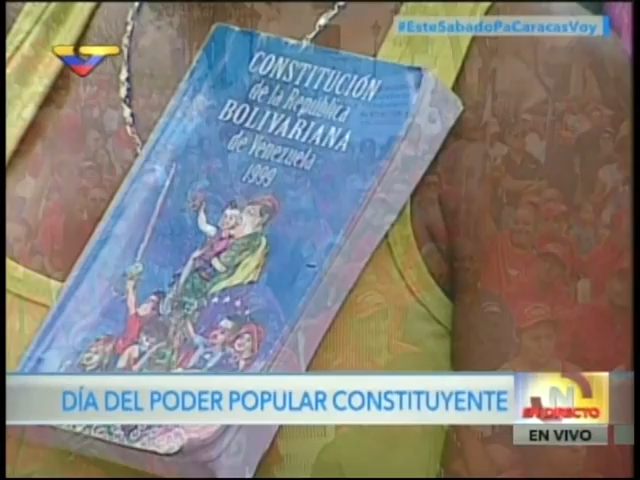 #EsteSabadoPaCaracasVoy
CONSTITUCIÓN
de la República
BOLIVARIANA
de Venezuela
1999
DÍA DEL PODER POPULAR CONSTITUYENTE
EN DIRECTO
EN VIVO